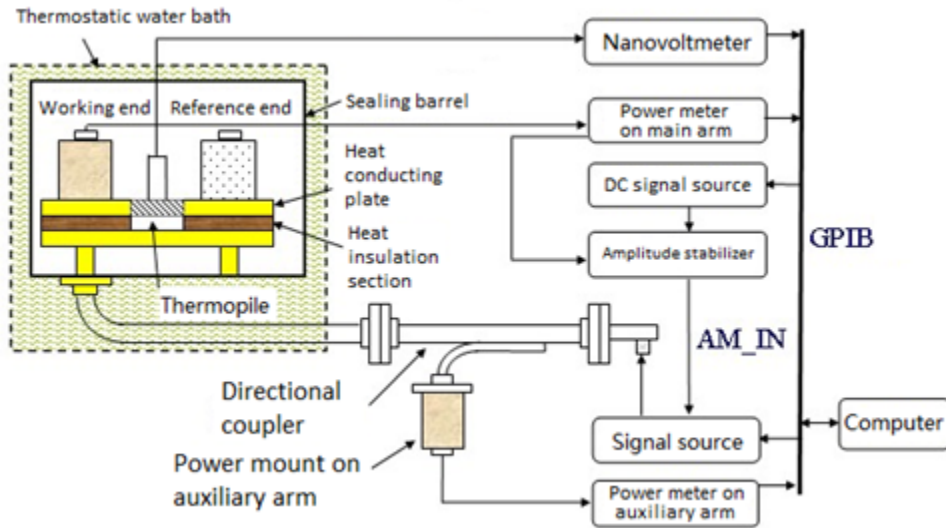 Thermostatic water bath
Nanovoltmeter
Working end
Reference end
Sealing barrel
Power meter
on main arm
Heat
conducting
plate
DC signal source
GPIB
Heat
insulation
section
Amplitude stabilizer
Thermopile
AM_IN
Directional
coupler
Power mount on
auxiliary arm
Signal source
Computer
Power meter on
auxiliary arm